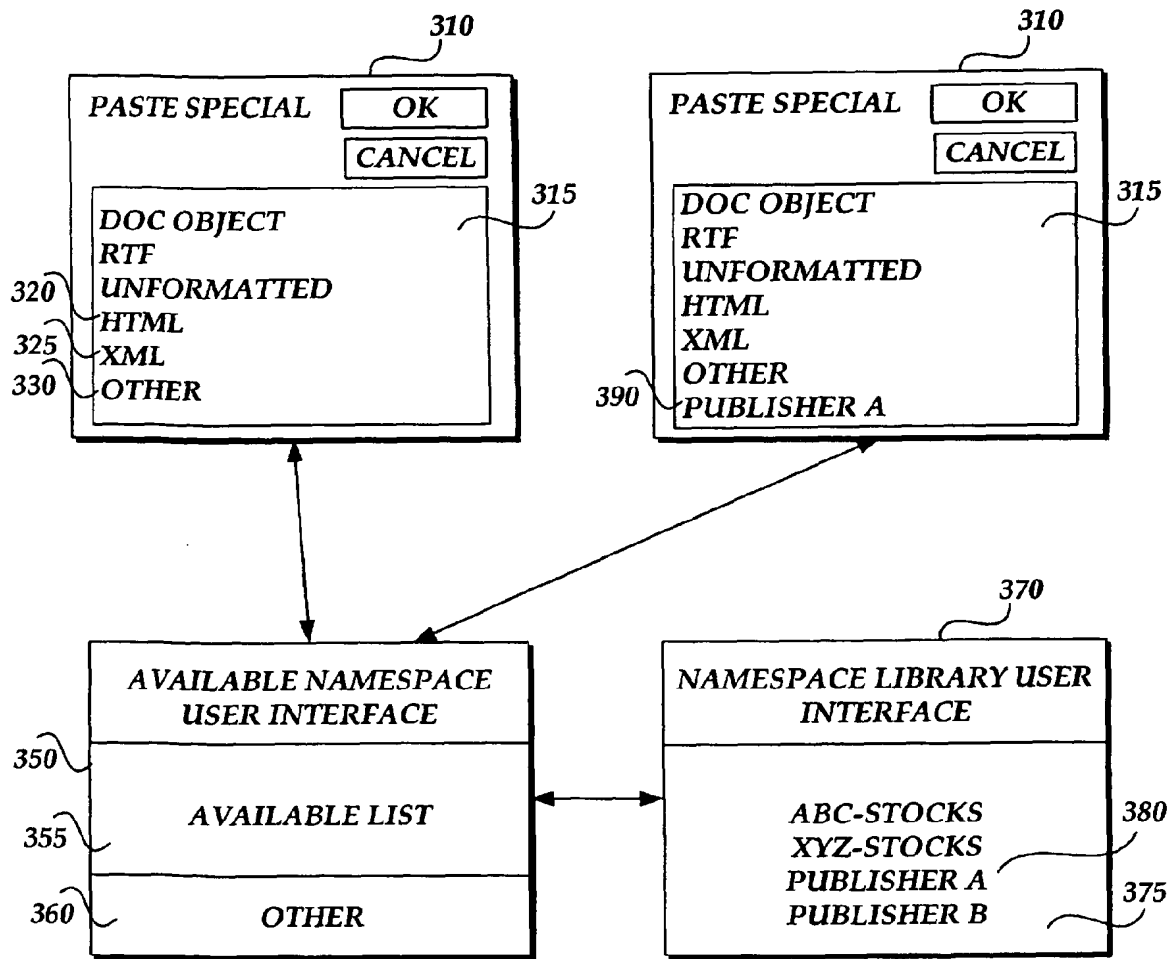 310
PASTE SPECIAL OK
CANCEL
315
DOC OBJECT
RTF
UNFORMATTED
320
HTML
325
XML
330
OTHER
310
PASTE SPECIAL OK
CANCEL
315
DOC OBJECT
RTF
UNFORMATTED
HTML
XML
OTHER
390
PUBLISHER A
AVAILABLE NAMESPACE
USER INTERFACE
350
AVAILABLE LIST
355
360
OTHER
370
NAMESPACE LIBRARY USER
INTERFACE
ABC-STOCKS
380
XYZ-STOCKS
PUBLISHER A
375
PUBLISHER B